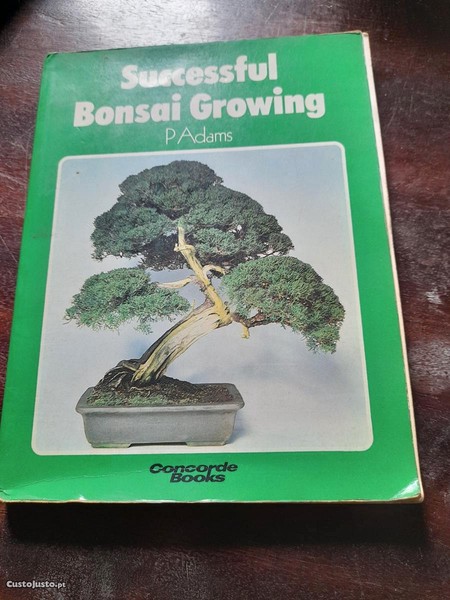 Successful
Bonsai Growing
P Adams
Concorde
Books
CustoJusto.pt